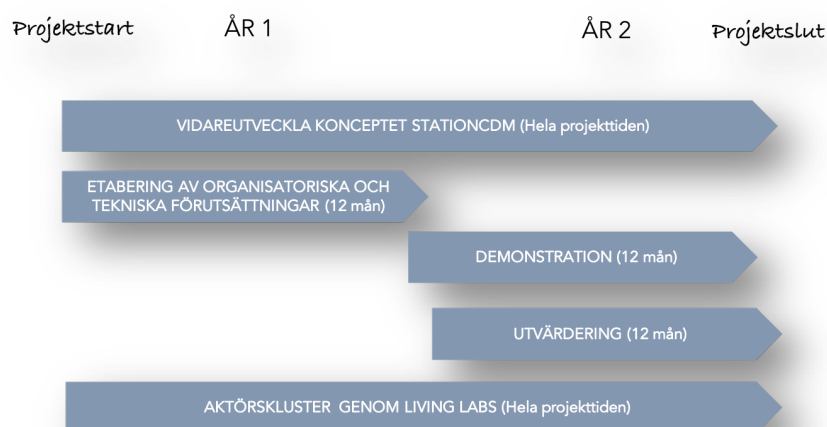 Projektstart ÅR 1 ÅR 2 Projektslut
VIDAREUTVECKLA KONCEPTET STATIONCDM (Hela projekttiden)
ETABERING AV ORGANISATORISKA OCH
TEKNISKA FÖRUTSÄTTNINGAR (12 mån)
DEMONSTRATION (12 mån)
UTVÄRDERING (12 mån)
AKTÖRSKLUSTER GENOM LIVING LABS (Hela projekttiden)